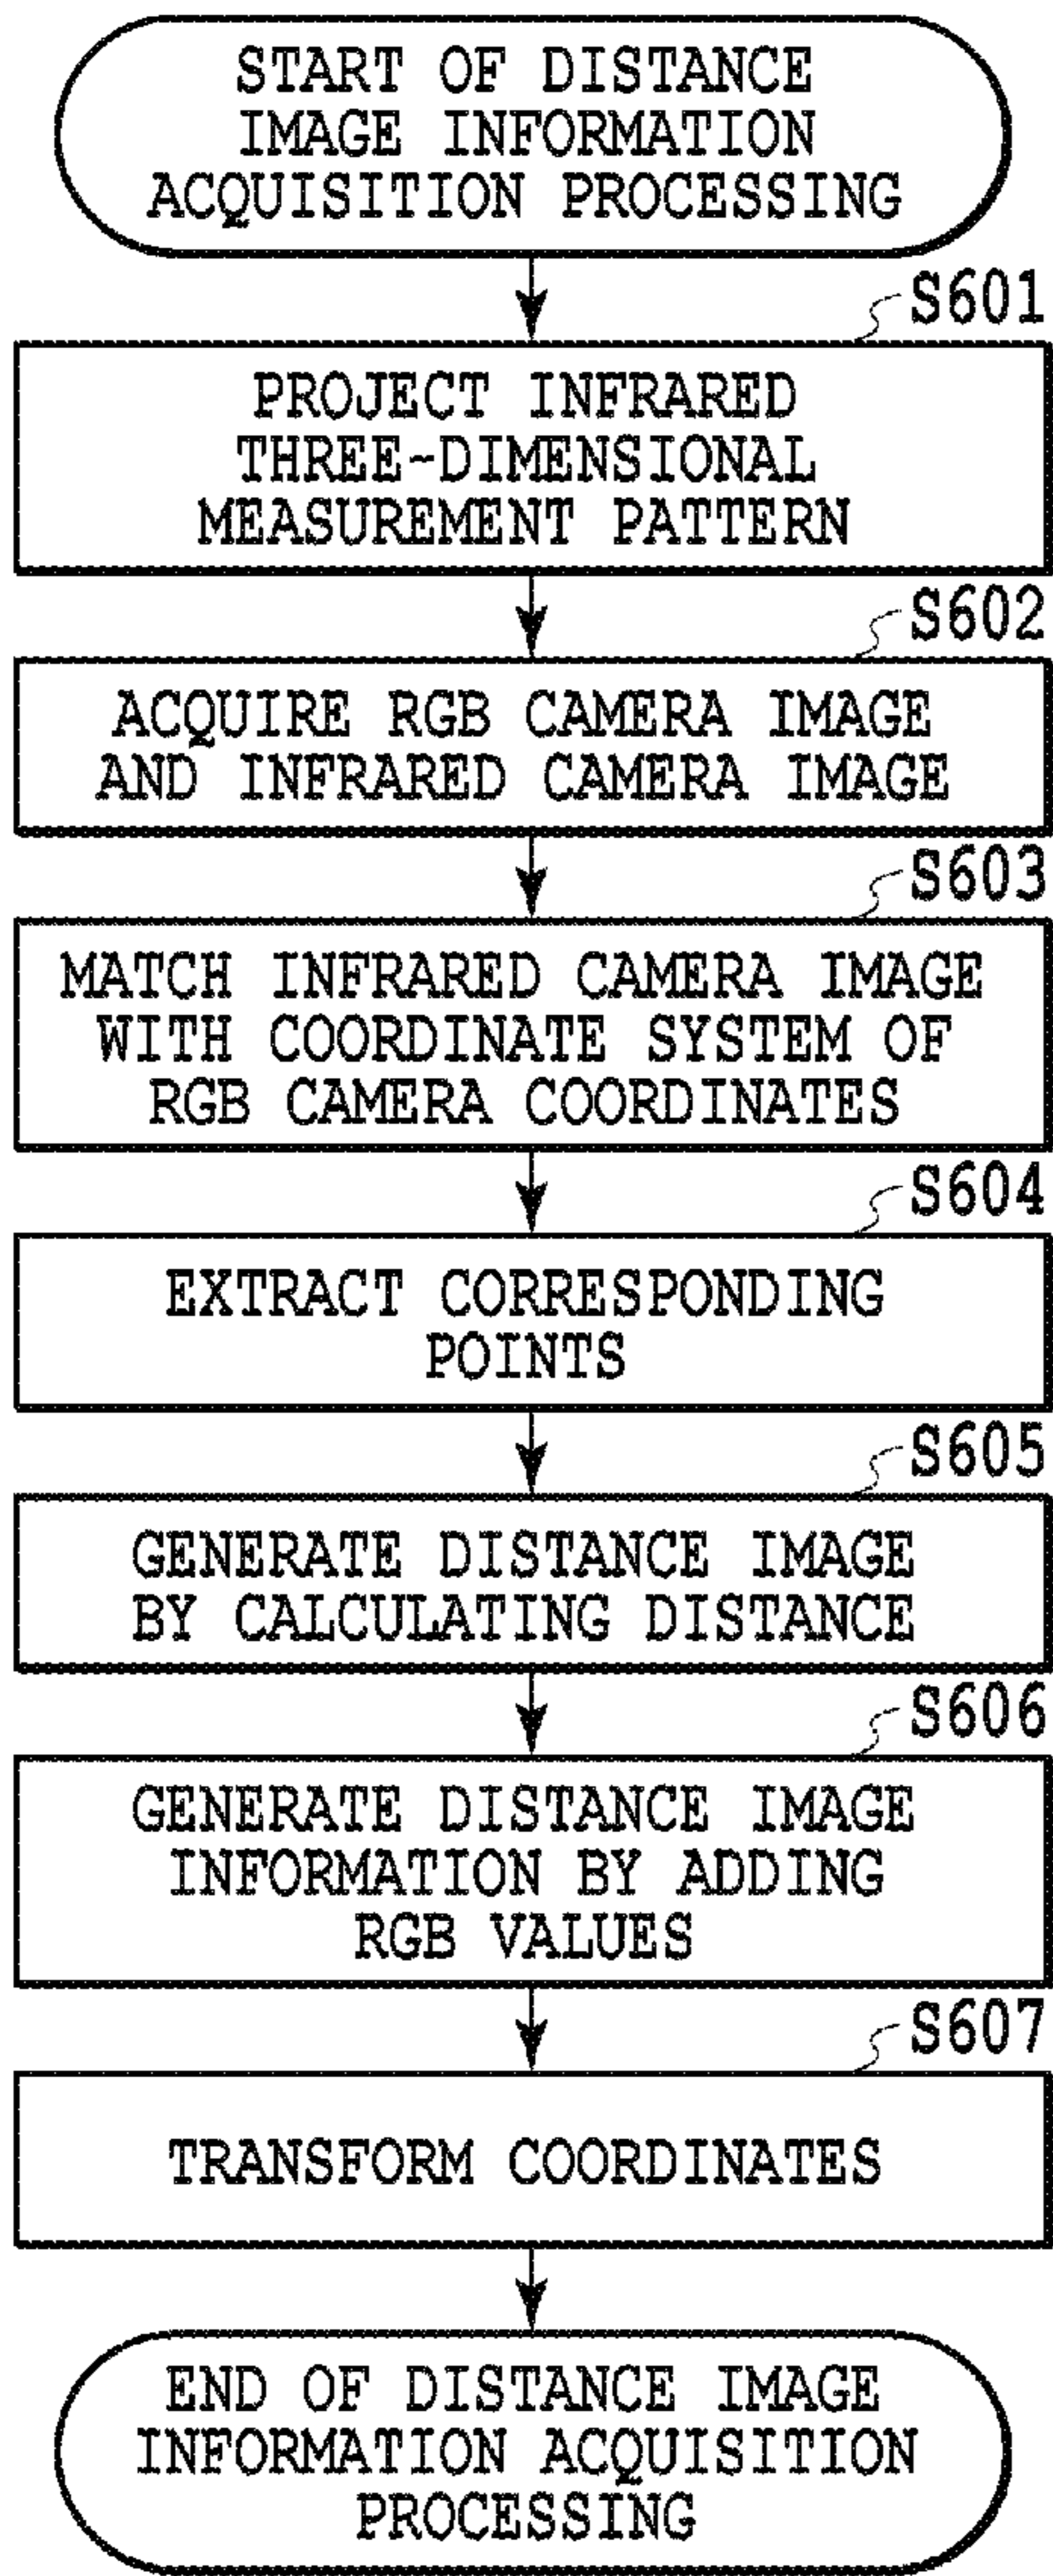 START OF DISTANCE
IMAGE INFORMATION
ACQUISITION PROCESSING
S601
PROJECT INFRARED
THREE-DIMENSIONAL
MEASUREMENT PATTERN
S602
ACQUIRE RGB CAMERA IMAGE
AND INFRARED CAMERA IMAGE
S603
MATCH INFRARED CAMERA IMAGE
WITH COORDINATE SYSTEM OF
RGB CAMERA COORDINATES
S604
EXTRACT CORRESPONDING
POINTS
S605
GENERATE DISTANCE IMAGE
BY CALCULATING DISTANCE
S606
GENERATE DISTANCE IMAGE
INFORMATION BY ADDING
RGB VALUES
S607
TRANSFORM COORDINATES
END OF DISTANCE IMAGE
INFORMATION ACQUISITION
PROCESSING